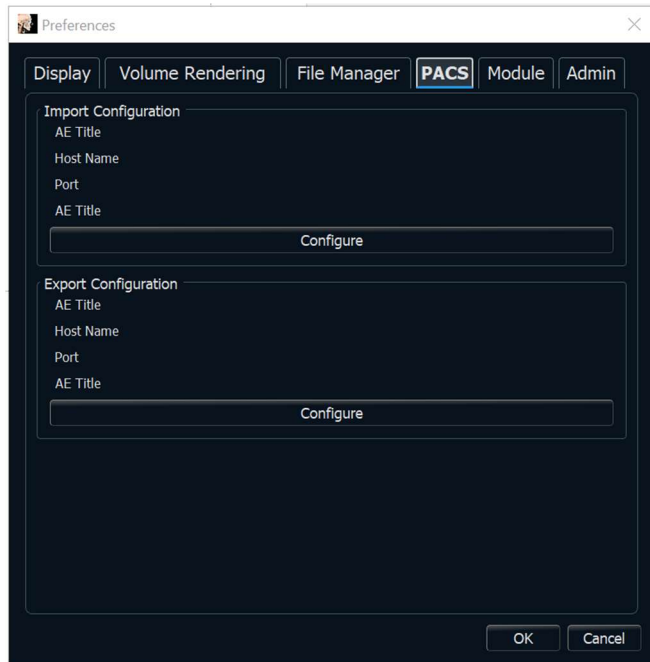 Preferences
Display Volume Rendering File Manager PACS Module Admin
Import Configuration
AE Title
Host Name
Port
AE Title
Configure
Export Configuration
AE Title
Host Name
Port
AE Title
Configure
OK Cancel